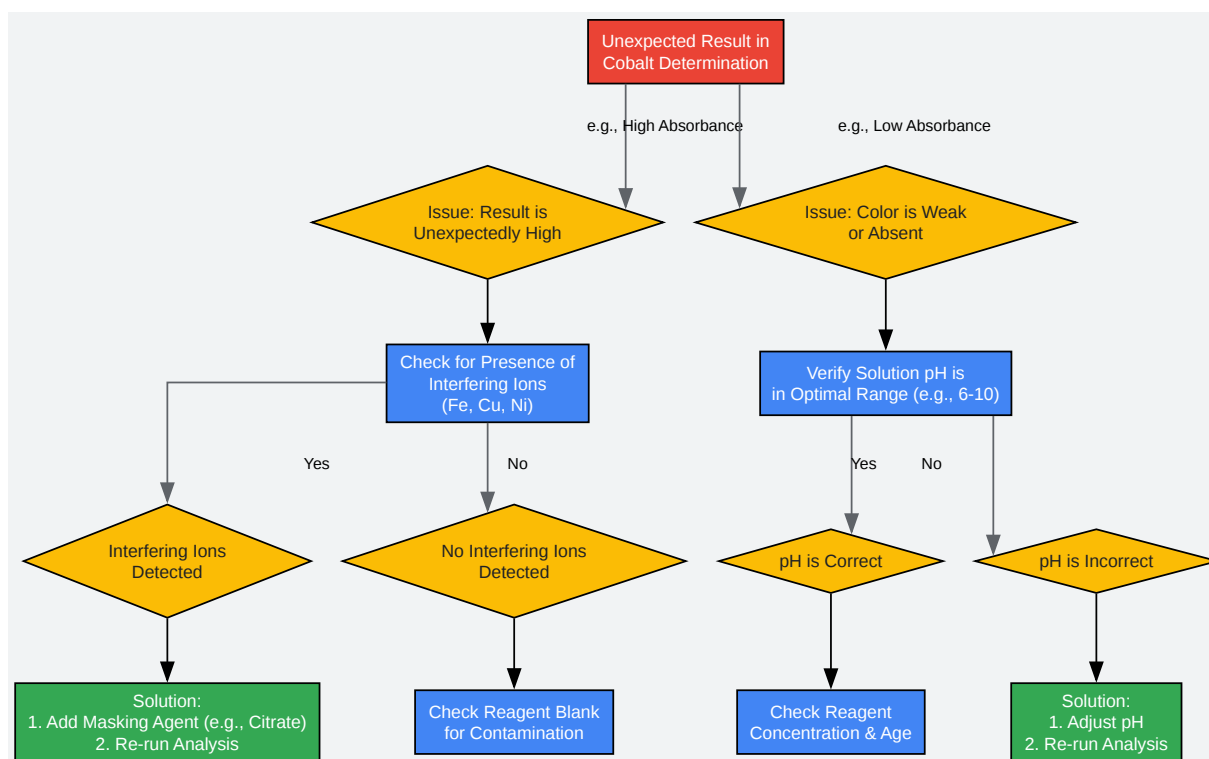 Unexpected Result in
Cobalt Determination
e.g., High Absorbance
e.g., Low Absorbance
Issue: Result is
Unexpectedly High
Issue: Color is Weak
or Absent
Check for Presence of
Interfering Ions
(Fe, Cu, Ni)
Verify Solution pH is
in Optimal Range (e.g., 6-10)
Yes
No
Yes
No
Interfering Ions
Detected
No Interfering Ions
Detected
pH is Correct
pH is Incorrect
Solution:
1. Add Masking Agent (e.g., Citrate)
2. Re-run Analysis
Check Reagent Blank
for Contamination
Check Reagent
Concentration & Age
Solution:
1. Adjust pH
2. Re-run Analysis